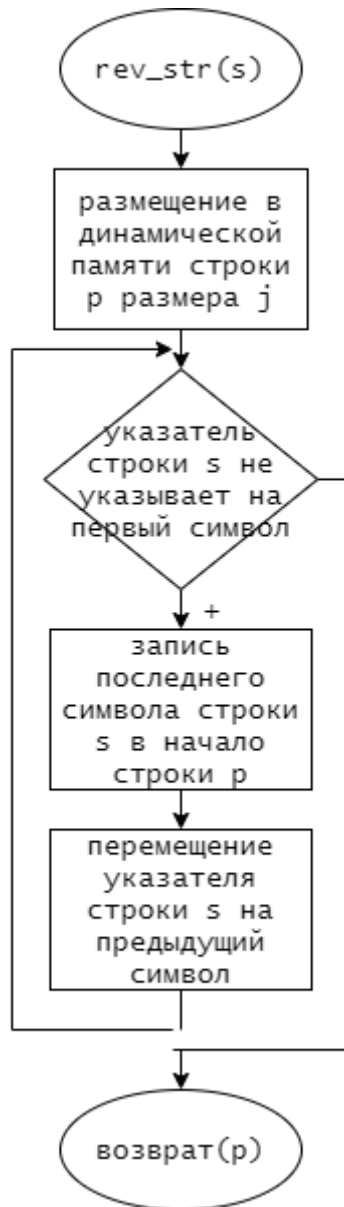 rev_str(s)
размещение в
динамической
памяти строки
p размера j
указатель
строки s не
указывает на
первый символ
+
запись
последнего
символа строки
s в начало
строки p
перемещение
указателя
строки s на
предыдущий
символ
возврат(p)